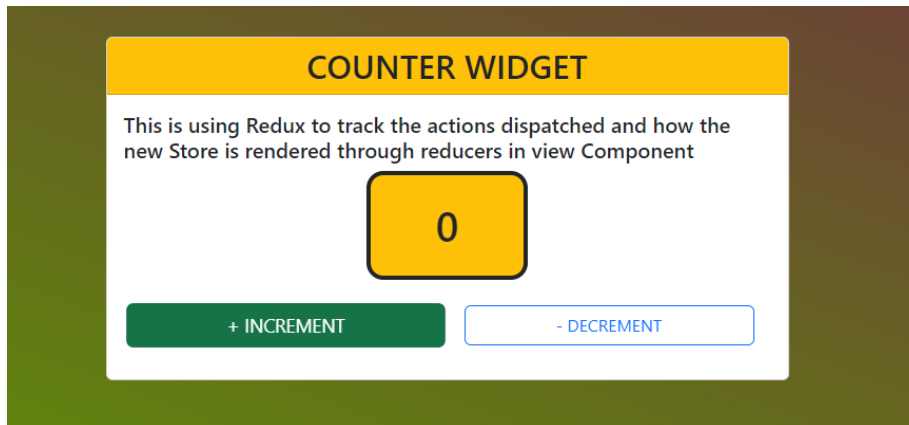 COUNTER WIDGET
This is using Redux to track the actions dispatched and how the
new Store is rendered through reducers in view Component
0
+ INCREMENT
- DECREMENT